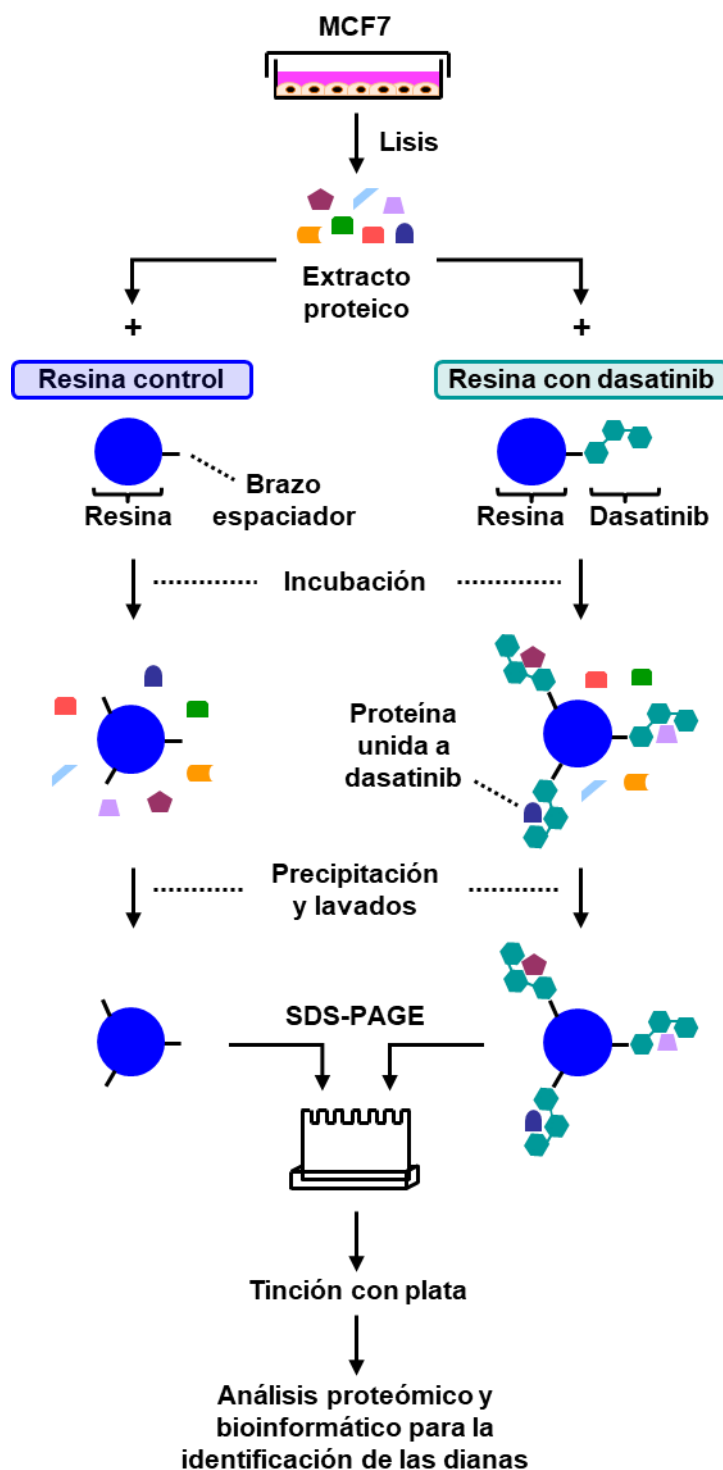 MCF7
Lisis
Extracto
proteico
+
+
Resina control
Resina con dasatinib
Brazo
espaciador
Resina
Resina
Dasatinib
Incubación
Proteína
unida a
dasatinib
Precipitación
y lavados
SDS-PAGE
Tinción con plata
Análisis proteómico y
bioinformático para la
identificación de las dianas